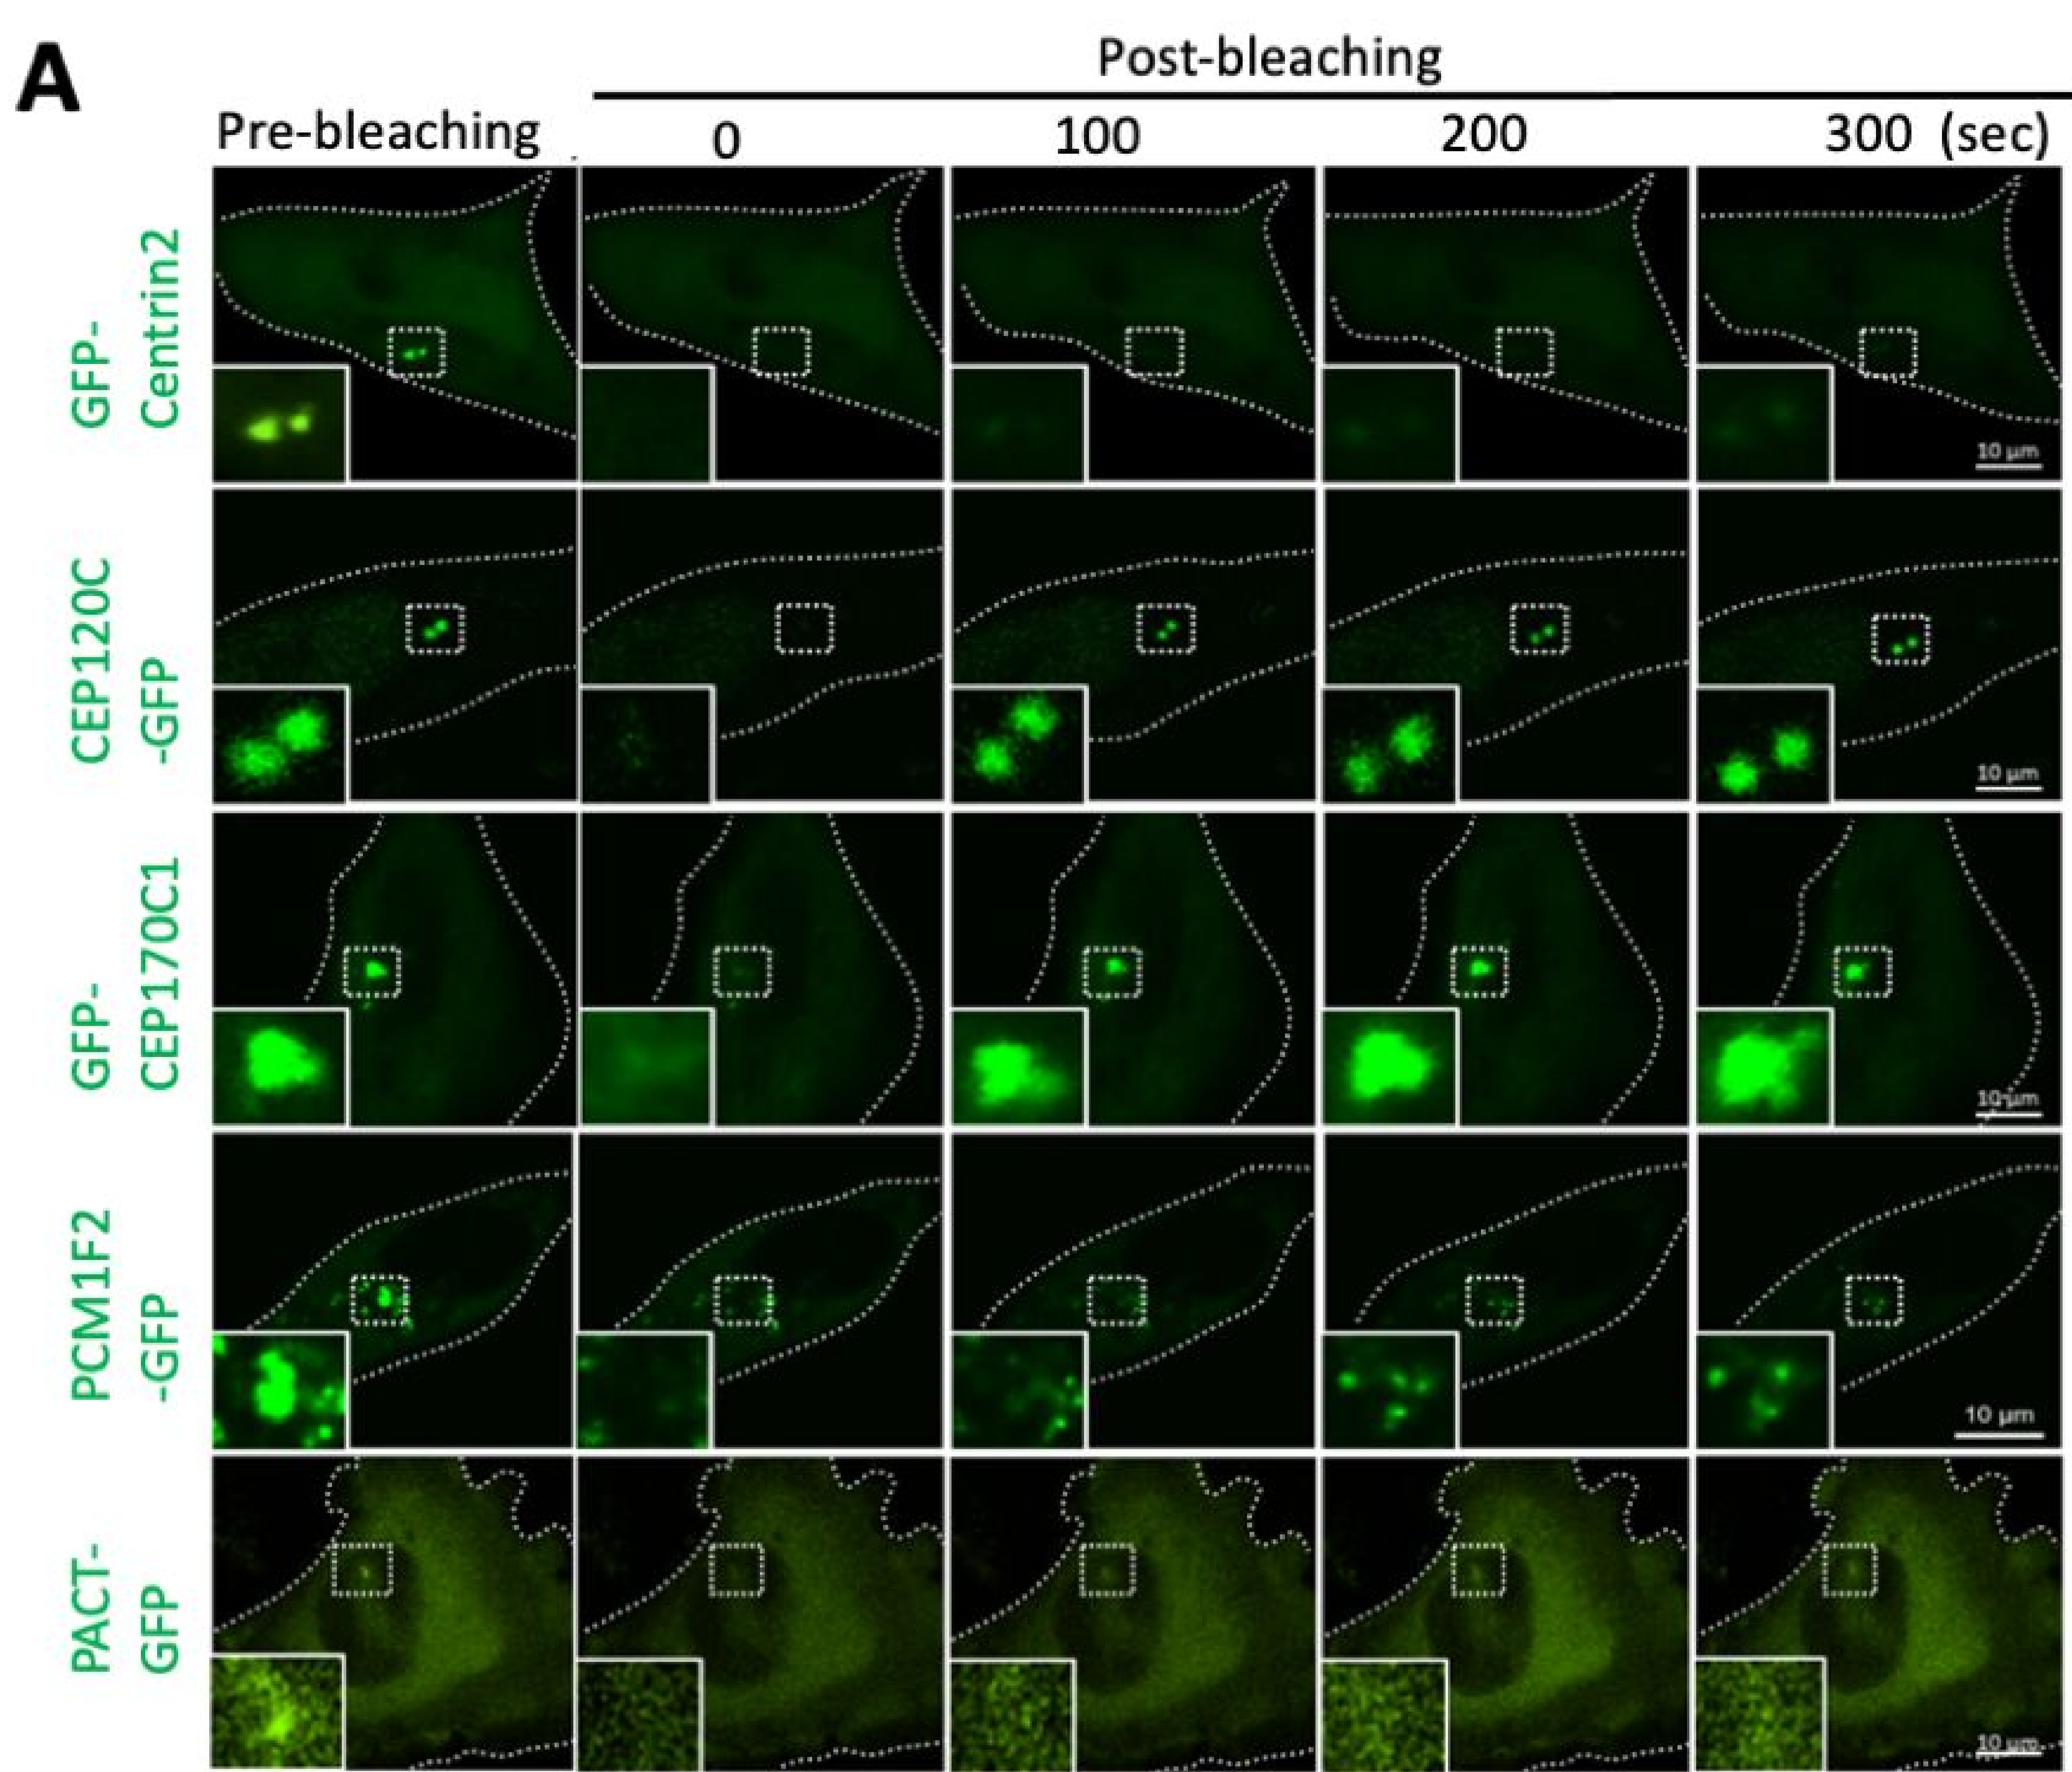 A
Post-bleaching
Pre-bleaching 0 100 200 300 (sec)
GFP-
Centrin2
10 µm
CEP120C
-GFP
10 µm
GFP-
CEP170C1
10 µm
PCM1F2
-GFP
10 µm
PACT-
GFP
10 µm